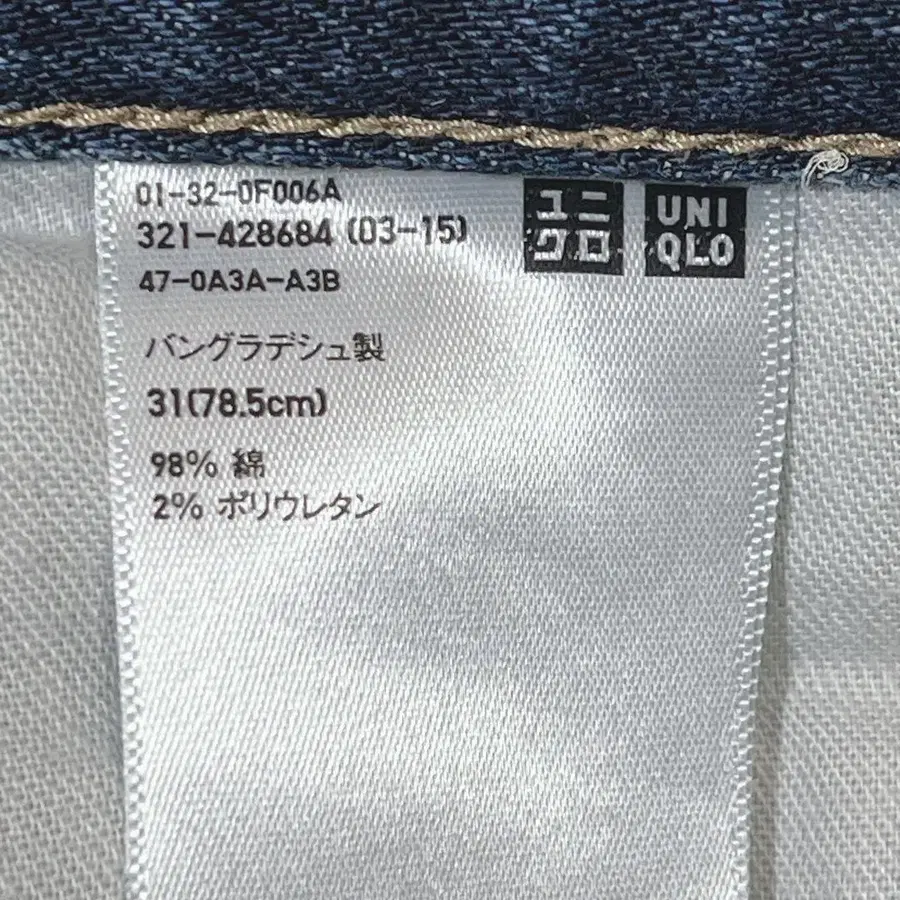 01-32-0F006A
321-428684 (03-15)
47-0A3A-A3B
ユニ
クロ
UNI
QLO
バングラデシュ製
31(78.5cm)
98% 綿
2% ポリウレタン